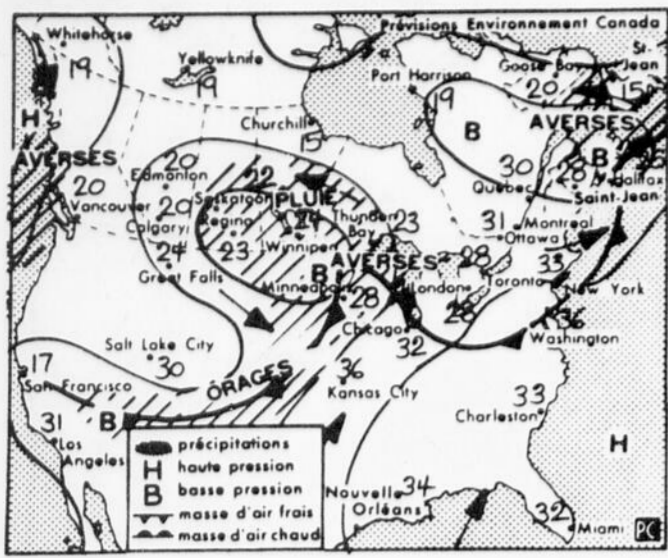 Prévisions Environnement Canada
Whitehorse
19
Yellowknife
19
Port Harrison
19
Goose Bay
20
St-
Jean
15
H
Churchill
15
B
AVERSES
AVERSES
20
Edmonton
22
PLUIE
30
Québec
28
B
Halifax
Saint-Jean
20
Vancouver
20
Calgary
Saskatoon
Regina
23
24
Winnipeg
Thunder
Bay
23
31
Montréal
Ottawa
24
Great Falls
B
AVERSES
28
33
Minneapolis
28
London
Toronto
New York
28
36
Chicago
32
Washington
Salt Lake City
30
17
San Francisco
ORAGES
36
Kansas City
33
Charleston
31
Los
Angeles
B
H
précipitations
H haute pression
B basse pression
masse d'air frais
masse d'air chaud
Nouvelle
Orléans
34
32
Miami
PC